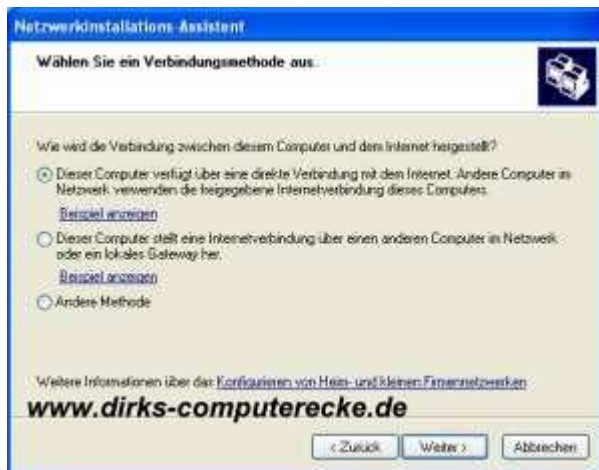 Netzwerkinstallations-Assistent
Wählen Sie ein Verbindungsmethode aus.
Wie wird die Verbindung zwischen diesem Computer und dem Internet hergestellt?
Dieser Computer verfügt über eine direkte Verbindung mit dem Internet. Andere Computer im
Netzwerk verwenden die freigegebene Internetverbindung dieses Computers.
Beispiel anzeigen
Dieser Computer stellt eine Internetverbindung über einen anderen Computer im Netzwerk
oder ein lokales Gateway her.
Beispiel anzeigen
Andere Methode
Weitere Informationen über das Konfigurieren von Heim- und kleinen Firmennetzwerken
www.dirks-computerecke.de
< Zurück Weiter > Abbrechen